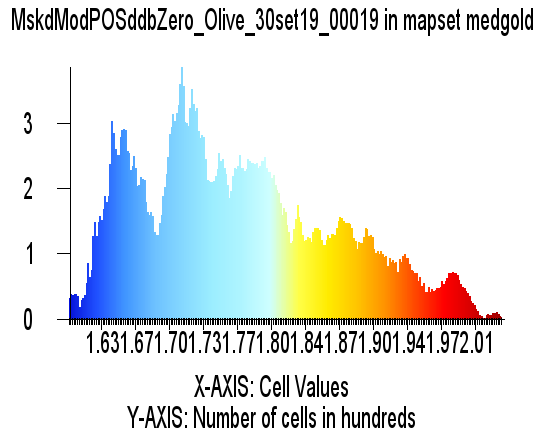 MskdModPOSddbZero_Olive_30set19_00019 in mapset medgold
3
2
1
0
1.631.671.701.731.771.801.841.871.901.941.972.01
X-AXIS: Cell Values
Y-AXIS: Number of cells in hundreds